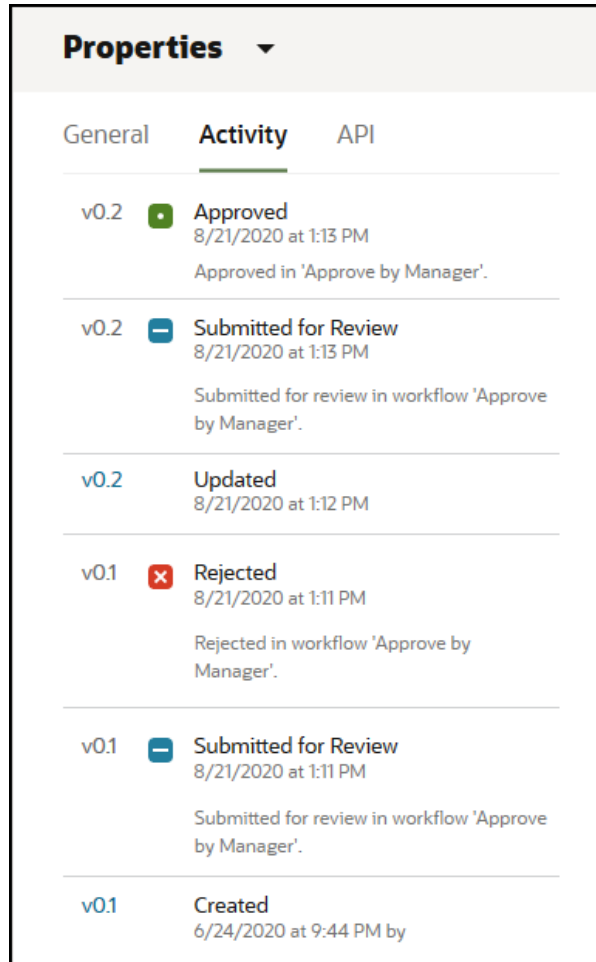 Properties
General Activity API
v0.2 Approved
8/21/2020 at 1:13 PM
Approved in 'Approve by Manager'.
v0.2 Submitted for Review
8/21/2020 at 1:13 PM
Submitted for review in workflow 'Approve
by Manager'.
v0.2 Updated
8/21/2020 at 1:12 PM
v0.1 Rejected
8/21/2020 at 1:11 PM
Rejected in workflow 'Approve by
Manager'.
v0.1 Submitted for Review
8/21/2020 at 1:11 PM
Submitted for review in workflow 'Approve
by Manager'.
v0.1 Created
6/24/2020 at 9:44 PM by